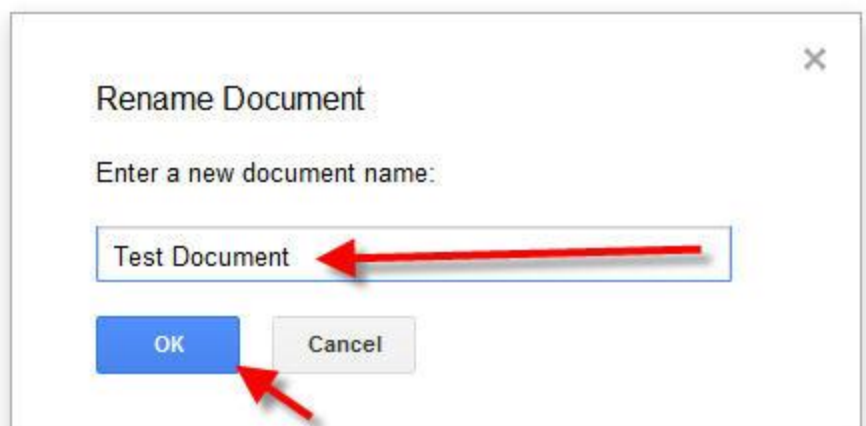 Rename Document
Enter a new document name:
Test Document
OK Cancel